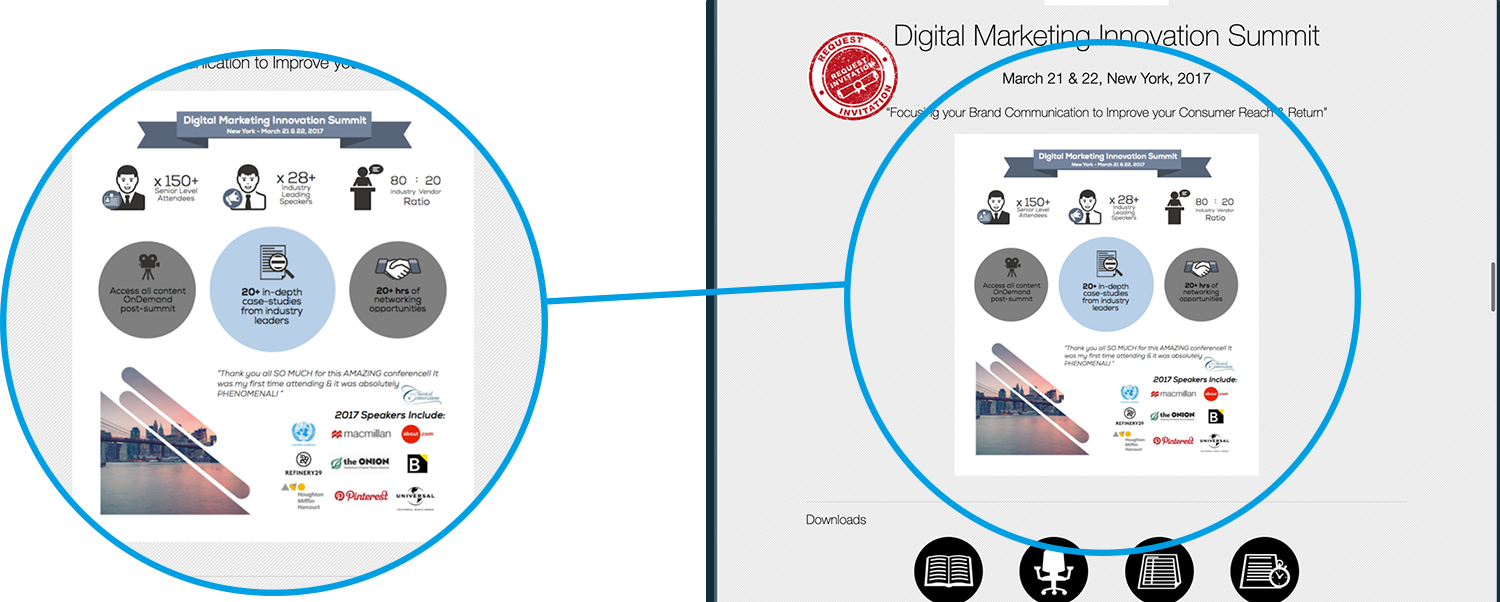 nication to Improve you
Digital Marketing Innovation Summit
New York - March 21 & 22, 2017
x 150+
Senior Level
Attendees
x 28+
Industry
Leading
Speakers
80 : 20
Industry Vendor
Ratio
Access all content
OnDemand
post-summit
20+ in-depth
case-studies
from industry
leaders
20+ hrs of
networking
opportunities
"Thank you all SO MUCH for this AMAZING conference!! It
was my first time attending & it was absolutely
PHENOMENAL! "
2017 Speakers Include:
macmillan
about.com
REFINERY29
the ONION
B
Houghton
Mifflin
Harcourt
Pinterest
UNIVERSAL
REQUEST
REQUEST
INVITATION
INVITATION
Digital Marketing Innovation Summit
March 21 & 22, New York, 2017
"Focusing your Brand Communication to Improve your Consumer Reach & Return"
Digital Marketing Innovation Summit
New York - March 21 & 22, 2017
x 150+
Senior Level
Attendees
x 28+
Industry
Leading
Speakers
80 : 20
Industry Vendor
Ratio
Access all content
OnDemand
post-summit
20+ in-depth
case-studies
from industry
leaders
20+ hrs of
networking
opportunities
"Thank you all SO MUCH for this AMAZING conference!! It
was my first time attending & it was absolutely
PHENOMENAL! "
2017 Speakers Include:
macmillan
about.com
REFINERY29
the ONION
B
Houghton
Mifflin
Harcourt
Pinterest
UNIVERSAL
Downloads